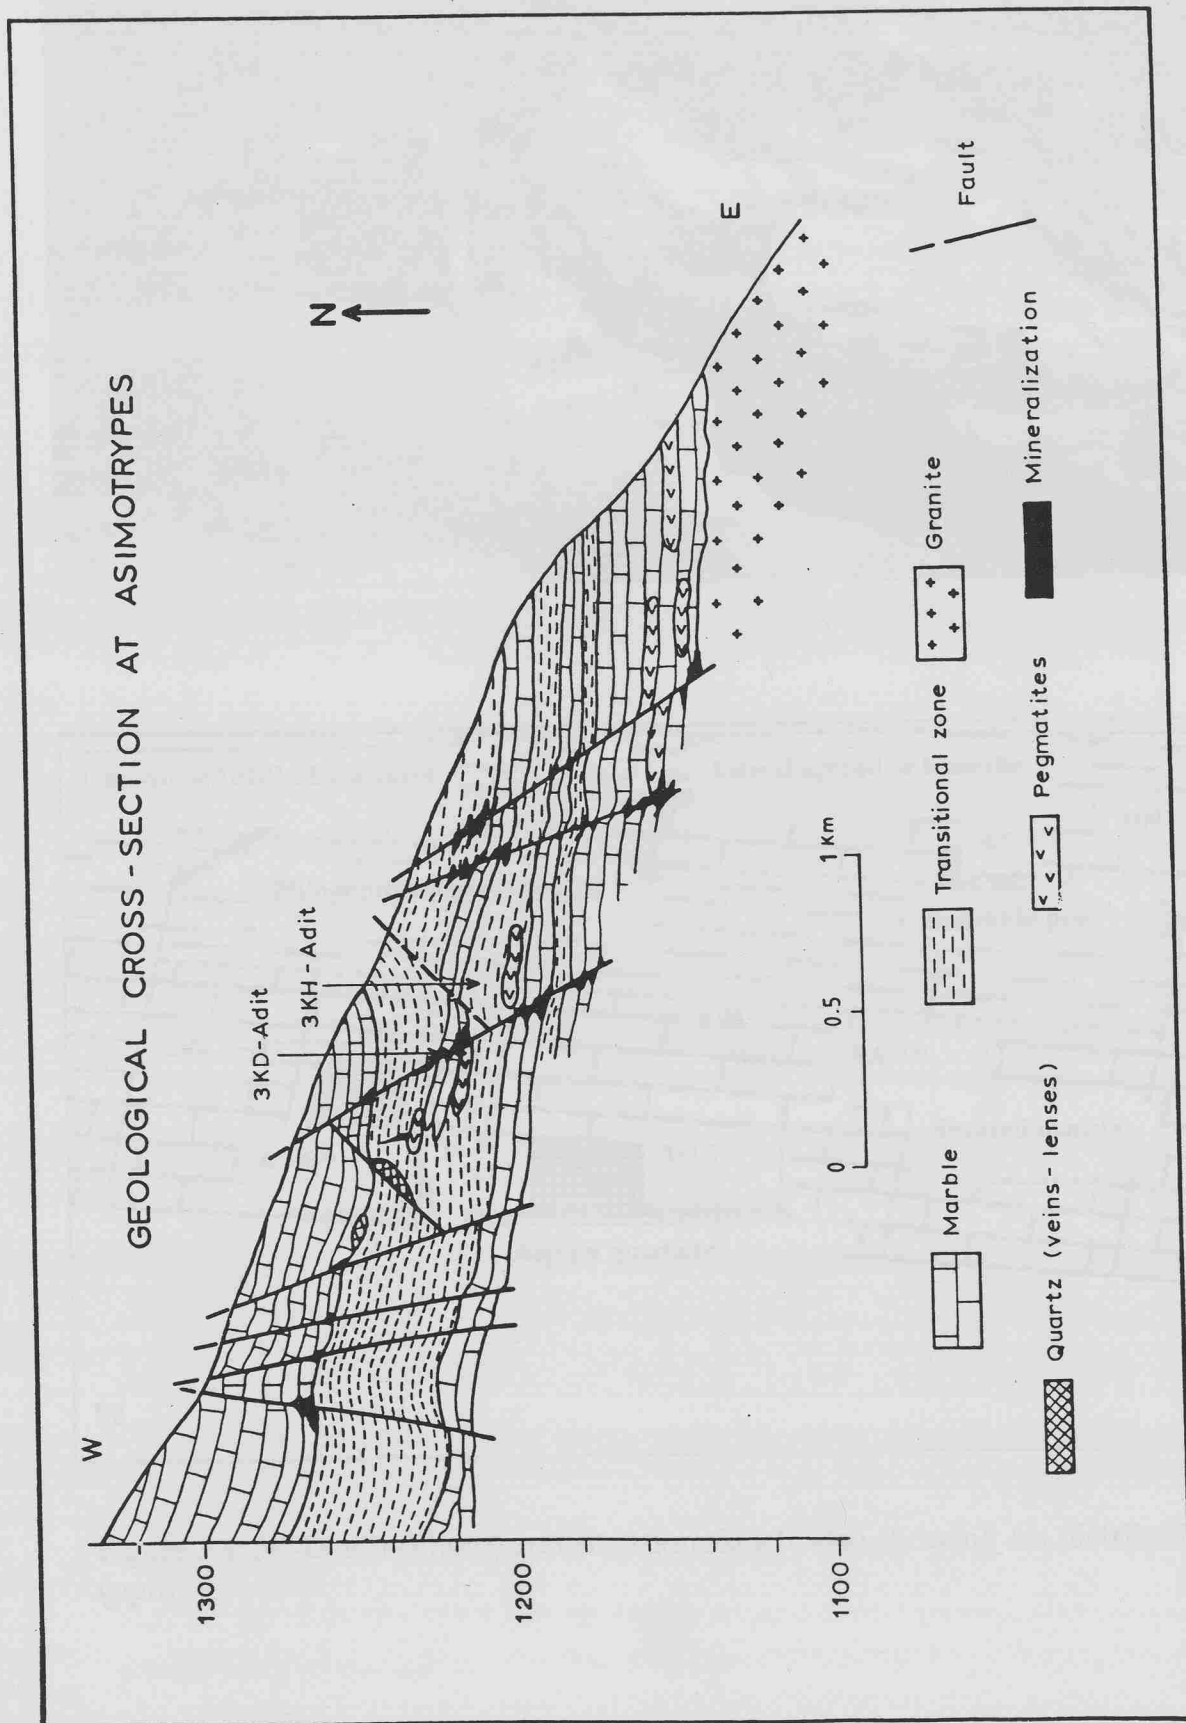 GEOLOGICAL CROSS-SECTION AT ASIMOTRYPES
W
N
E
3KD-Adit
3KH-Adit
1300
1200
1100
0
0.5
1 Km
Marble
Transitional zone
Granite
Fault
Quartz (veins-lenses)
Pegmatites
Mineralization